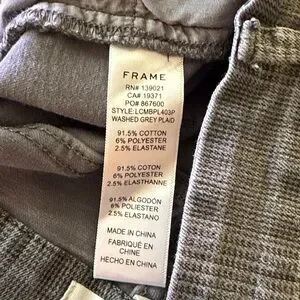 FRAME
RN# 139021
CA# 19371
PO# 867600
STYLE: LCMBPL403P
WASHED GREY PLAID
91.5% COTTON
6% POLYESTER
2.5% ELASTANE
91.5% COTON
6% POLYESTER
2.5% ELASTHANNE
91.5% ALGODÓN
6% POLIESTER
2.5% ELASTANO
MADE IN CHINA
FABRIQUÉ EN
CHINE
HECHO EN CHINA